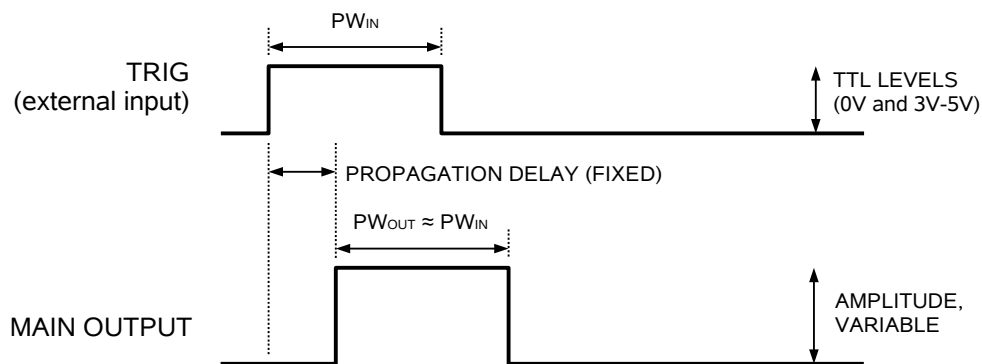 PWIN
TRIG
(external input)
TTL LEVELS
(0V and 3V-5V)
PROPAGATION DELAY (FIXED)
PWOUT ≈ PWIN
MAIN OUTPUT
AMPLITUDE,
VARIABLE